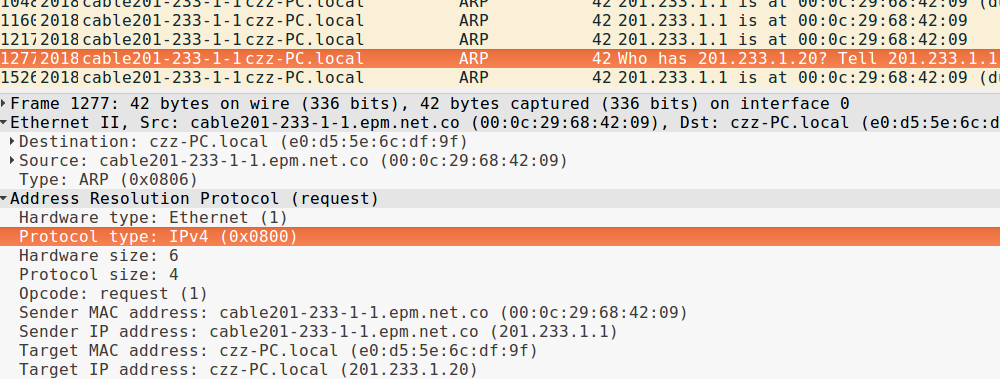 2018 cable201-233-1-1 czz-PC.local ARP 42 201.233.1.1 is at 00:0c:29:68:42:09 (du
1160 2018 cable201-233-1-1 czz-PC.local ARP 42 201.233.1.1 is at 00:0c:29:68:42:09
1217 2018 cable201-233-1-1 czz-PC.local ARP 42 201.233.1.1 is at 00:0c:29:68:42:09
1277 2018 cable201-233-1-1 czz-PC.local ARP 42 Who has 201.233.1.20? Tell 201.233.1.1
1526 2018 cable201-233-1-1 czz-PC.local ARP 42 201.233.1.1 is at 00:0c:29:68:42:09 (du
Frame 1277: 42 bytes on wire (336 bits), 42 bytes captured (336 bits) on interface 0
Ethernet II, Src: cable201-233-1-1.epm.net.co (00:0c:29:68:42:09), Dst: czz-PC.local (e0:d5:5e:6c:d
Destination: czz-PC.local (e0:d5:5e:6c:df:9f)
Source: cable201-233-1-1.epm.net.co (00:0c:29:68:42:09)
Type: ARP (0x0806)
Address Resolution Protocol (request)
Hardware type: Ethernet (1)
Protocol type: IPv4 (0x0800)
Hardware size: 6
Protocol size: 4
Opcode: request (1)
Sender MAC address: cable201-233-1-1.epm.net.co (00:0c:29:68:42:09)
Sender IP address: cable201-233-1-1.epm.net.co (201.233.1.1)
Target MAC address: czz-PC.local (e0:d5:5e:6c:df:9f)
Target IP address: czz-PC.local (201.233.1.20)